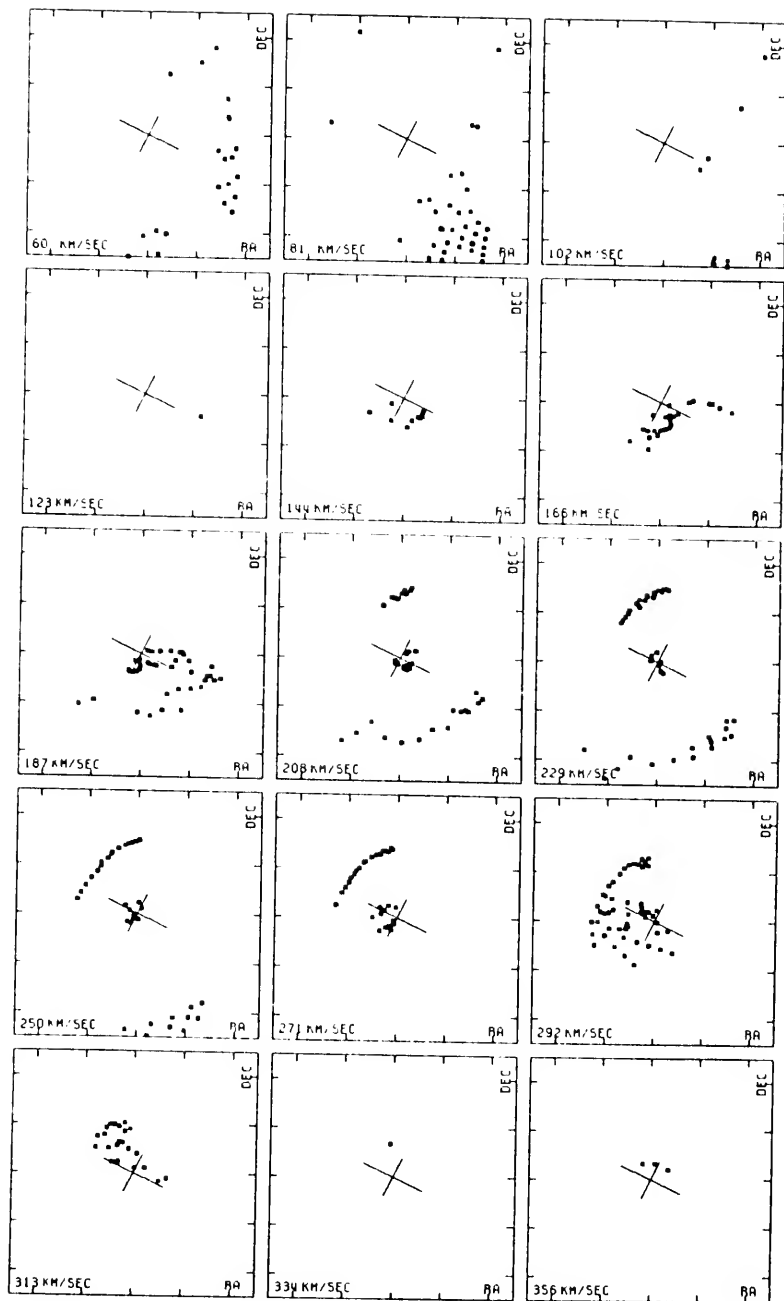 DEC
60 KM/SEC RA
DEC
81 KM/SEC RA
DEC
102 KM/SEC RA
DEC
123 KM/SEC RA
DEC
144 KM/SEC RA
DEC
166 KM/SEC RA
DEC
187 KM/SEC RA
DEC
208 KM/SEC RA
DEC
229 KM/SEC RA
DEC
250 KM/SEC RA
DEC
271 KM/SEC RA
DEC
292 KM/SEC RA
DEC
313 KM/SEC RA
DEC
334 KM/SEC RA
DEC
356 KM/SEC RA